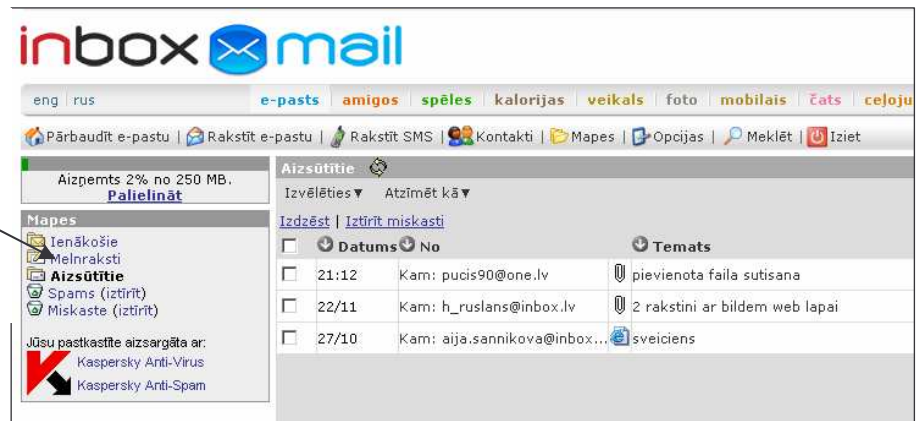 inbox mail
eng | rus e-pasts amigos spēles kalorijas veikals foto mobilais čats ceļoju
Pārbaudīt e-pastu | Rakstīt e-pastu | Rakstīt SMS | Kontakti | Mapes | Opcijas | Meklēt | Iziet
Aizņemts 2% no 250 MB.
Palielināt
Mapes
Ienākošie
Melnraksti
Aizsūtītie
Spams (iztīrīt)
Miskaste (iztīrīt)
Jūsu pastkastīte aizsargāta ar:
Kaspersky Anti-Virus
Kaspersky Anti-Spam
Aizsūtītie
Izvēlēties▼ Atzīmēt kā▼
Izdzēst | Iztīrīt miskasti
Datums No Temats
21:12 Kam: pucis90@one.lv pievienota faila sutisana
22/11 Kam: h_ruslans@inbox.lv 2 rakstini ar bildem web lapai
27/10 Kam: aija.sannikova@inbox... sveiciens